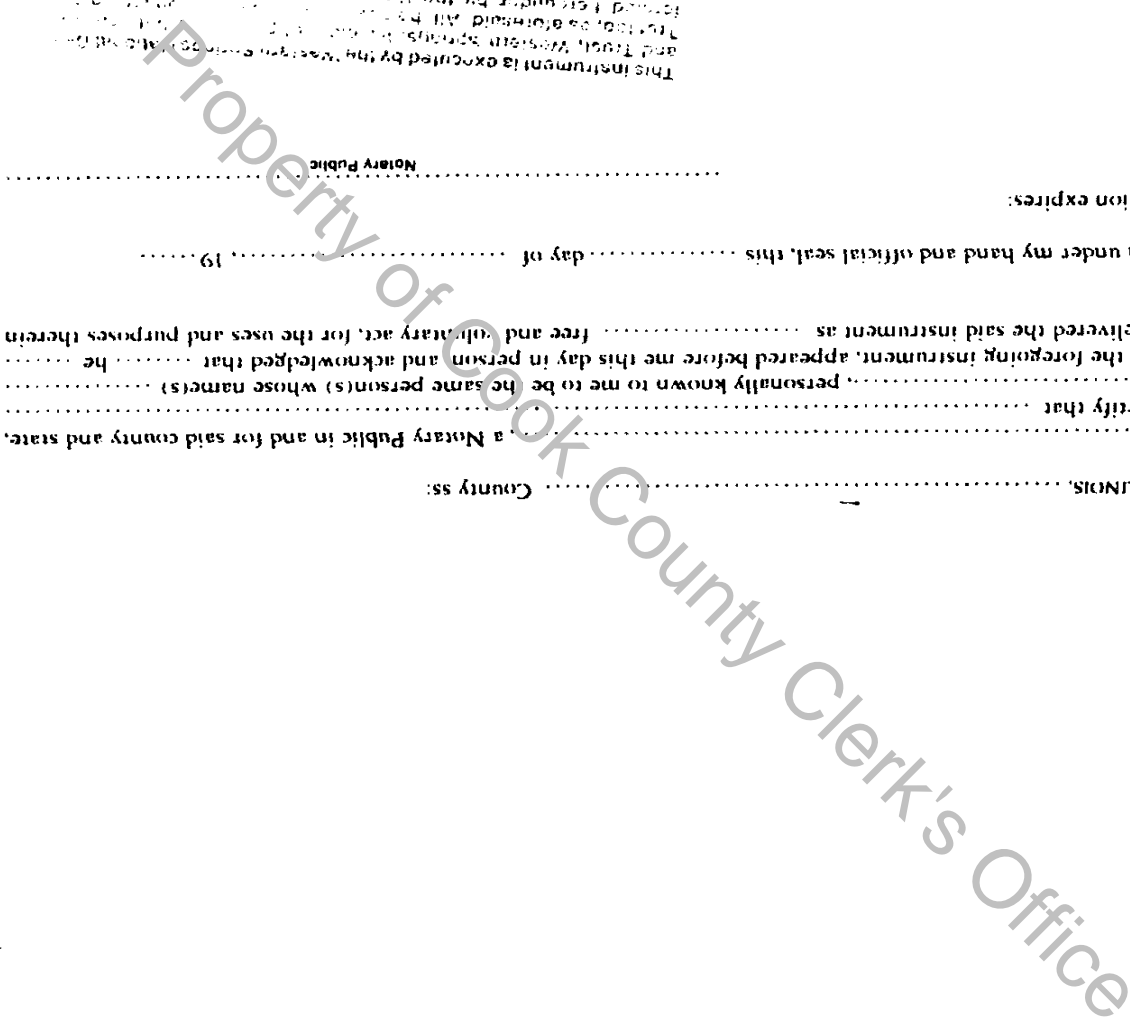 UNOIS, ........ County ss:
........, a Notary Public in and for said county and state,
rtify that ........
........, personally known to me to be the same person(s) whose name(s) ........
the foregoing instrument, appeared before me this day in person and acknowledged that ........ he ........
elivered the said instrument as ........ free and voluntary act, for the uses and purposes therein
under my hand and official seal, this ........ day of ........, 19 ......
ion expires:
........ Notary Public ........
This instrument is executed by the Western Springs
and Trust, Western Springs,
Trustee, as aforesaid. All
Property of Cook County Clerk's Office